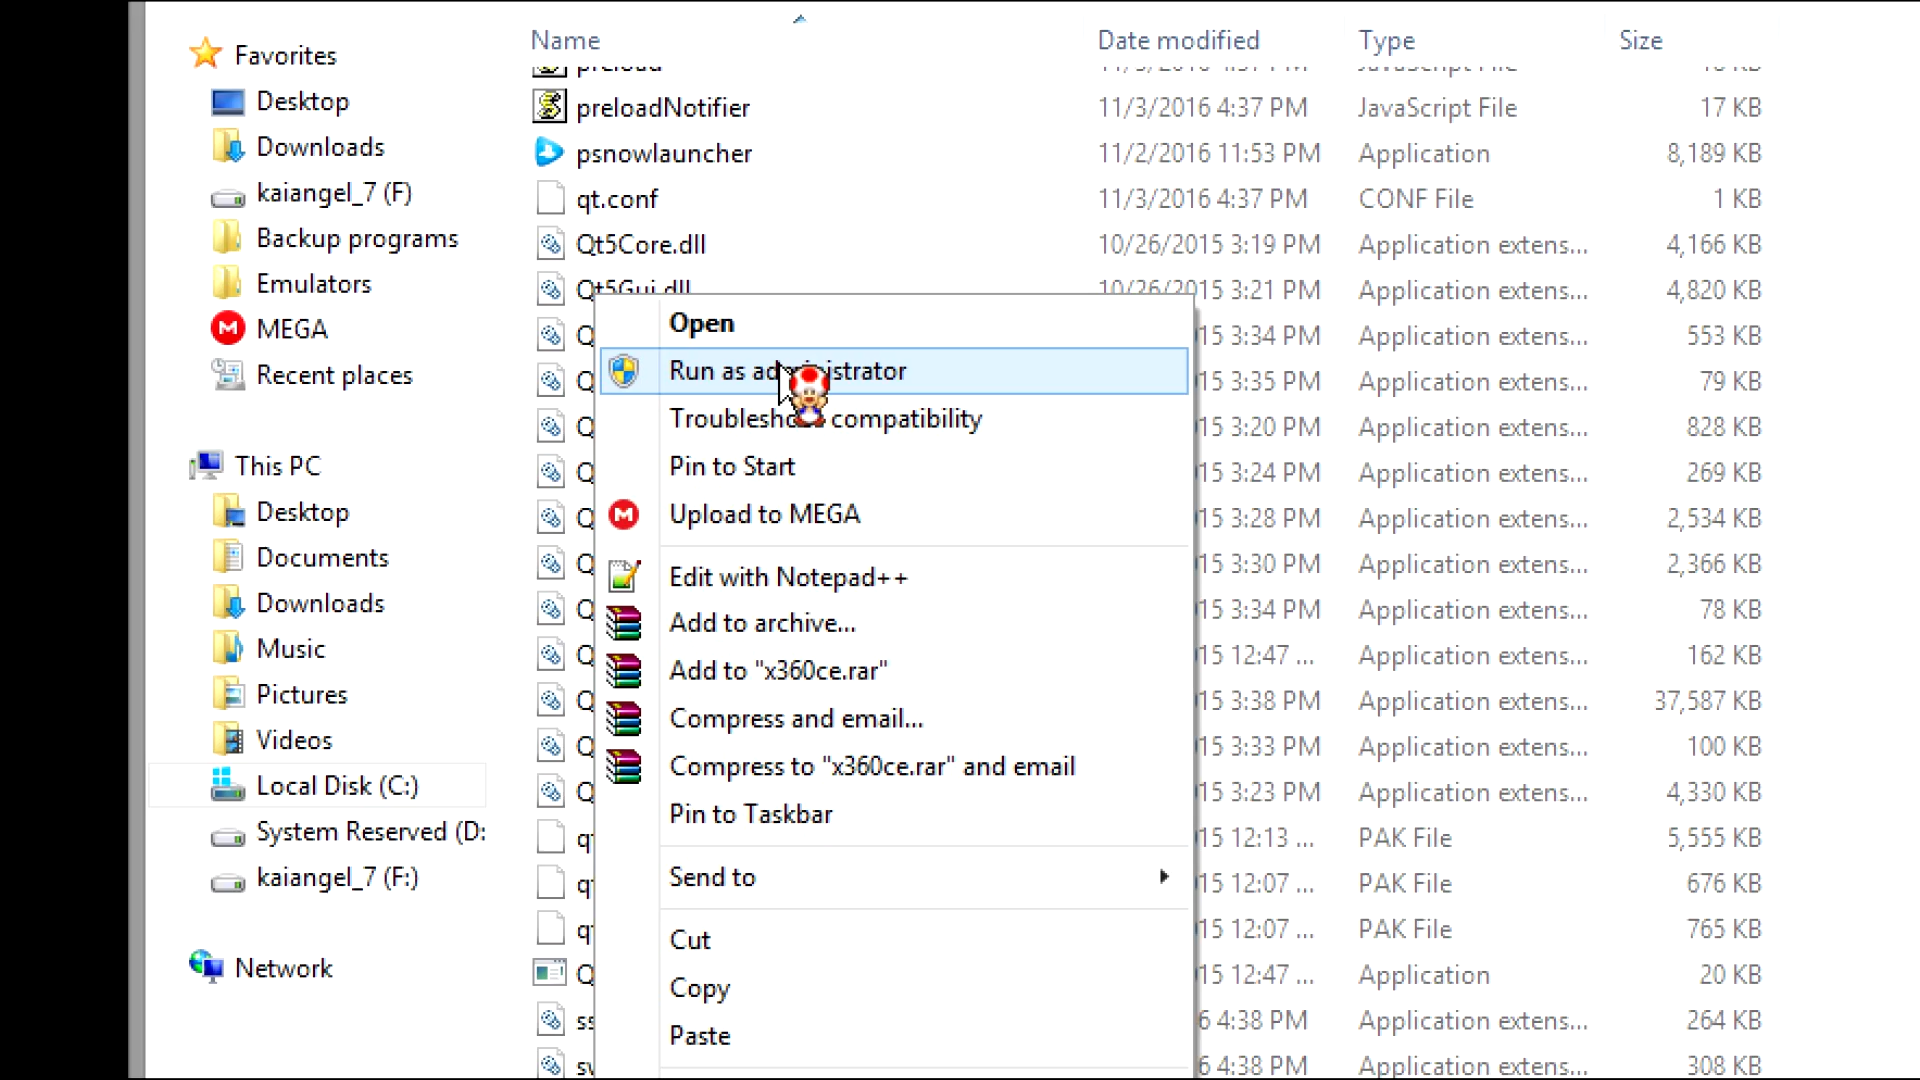 Name Date modified Type Size
Favorites
Desktop
Downloads
kaiangel_7 (F)
Backup programs
Emulators
MEGA
Recent places
This PC
Desktop
Documents
Downloads
Music
Pictures
Videos
Local Disk (C:)
System Reserved (D:
kaiangel_7 (F:)
Network
preloadNotifier 11/3/2016 4:37 PM JavaScript File 17 KB
psnowlauncher 11/2/2016 11:53 PM Application 8,189 KB
qt.conf 11/3/2016 4:37 PM CONF File 1 KB
Qt5Core.dll 10/26/2015 3:19 PM Application extens... 4,166 KB
Qt5Gui.dll 10/26/2015 3:21 PM Application extens... 4,820 KB
15 3:34 PM Application extens... 553 KB
15 3:35 PM Application extens... 79 KB
15 3:20 PM Application extens... 828 KB
15 3:24 PM Application extens... 269 KB
15 3:28 PM Application extens... 2,534 KB
15 3:30 PM Application extens... 2,366 KB
15 3:34 PM Application extens... 78 KB
15 12:47 ... Application extens... 162 KB
15 3:38 PM Application extens... 37,587 KB
15 3:33 PM Application extens... 100 KB
15 3:23 PM Application extens... 4,330 KB
15 12:13 ... PAK File 5,555 KB
15 12:07 ... PAK File 676 KB
15 12:07 ... PAK File 765 KB
15 12:47 ... Application 20 KB
6 4:38 PM Application extens... 264 KB
6 4:38 PM Application extens... 308 KB
Open
Run as administrator
Troubleshoot compatibility
Pin to Start
Upload to MEGA
Edit with Notepad++
Add to archive...
Add to "x360ce.rar"
Compress and email...
Compress to "x360ce.rar" and email
Pin to Taskbar
Send to
Cut
Copy
Paste